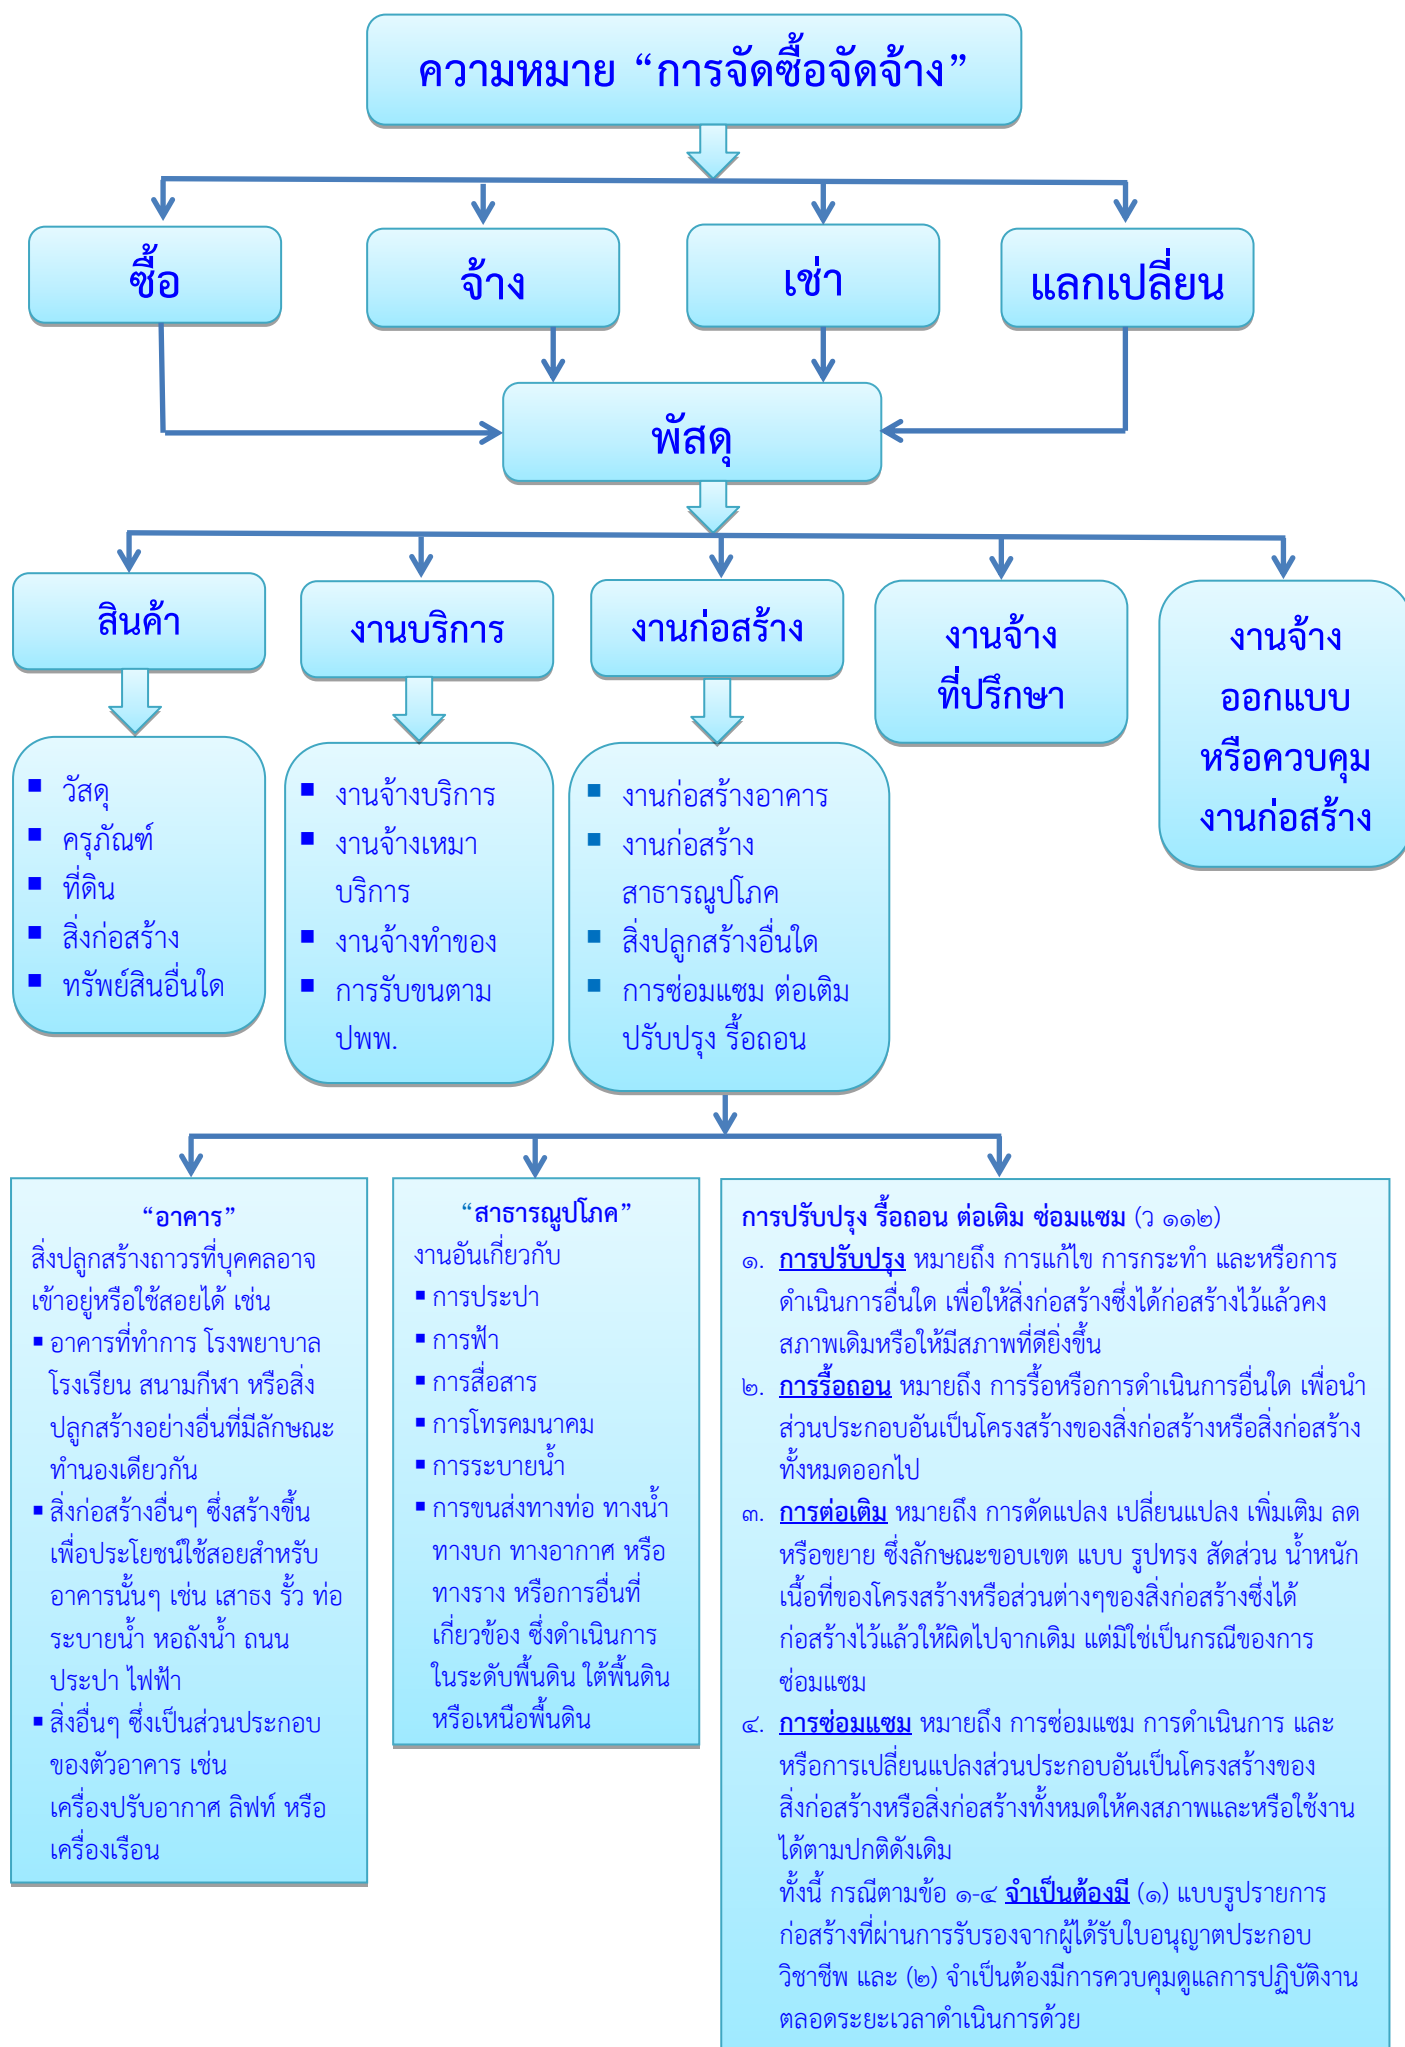 ความหมาย “การจัดซื้อจัดจ้าง”
ซื้อ
จ้าง
เช่า
แลกเปลี่ยน
พัสดุ
สินค้า
งานบริการ
งานก่อสร้าง
งานจ้าง
ที่ปรึกษา
งานจ้าง
ออกแบบ
หรือควบคุม
งานก่อสร้าง
▪ วัสดุ
▪ ครุภัณฑ์
▪ ที่ดิน
▪ สิ่งก่อสร้าง
▪ ทรัพย์สินอื่นใด
▪ งานจ้างบริการ
▪ งานจ้างเหมา
บริการ
▪ งานจ้างทำของ
▪ การรับขนตาม
ปพพ.
▪ งานก่อสร้างอาคาร
▪ งานก่อสร้าง
สาธารณูปโภค
▪ สิ่งปลูกสร้างอื่นใด
▪ การซ่อมแซม ต่อเติม
ปรับปรุง รื้อถอน
“อาคาร”
สิ่งปลูกสร้างถาวรที่บุคคลอาจ
เข้าอยู่หรือใช้สอยได้ เช่น
▪ อาคารที่ทำการ โรงพยาบาล
โรงเรียน สนามกีฬา หรือสิ่ง
ปลูกสร้างอย่างอื่นที่มีลักษณะ
ทำนองเดียวกัน
▪ สิ่งก่อสร้างอื่นๆ ซึ่งสร้างขึ้น
เพื่อประโยชน์ใช้สอยสำหรับ
อาคารนั้นๆ เช่น เสาธง รั้ว ท่อ
ระบายน้ำ หอถังน้ำ ถนน
ประปา ไฟฟ้า
▪ สิ่งอื่นๆ ซึ่งเป็นส่วนประกอบ
ของตัวอาคาร เช่น
เครื่องปรับอากาศ ลิฟท์ หรือ
เครื่องเรือน
“สาธารณูปโภค”
งานอันเกี่ยวกับ
▪ การประปา
▪ การฟ้า
▪ การสื่อสาร
▪ การโทรคมนาคม
▪ การระบายน้ำ
▪ การขนส่งทางท่อ ทางน้ำ
ทางบก ทางอากาศ หรือ
ทางราง หรือการอื่นที่
เกี่ยวข้อง ซึ่งดำเนินการ
ในระดับพื้นดิน ใต้พื้นดิน
หรือเหนือพื้นดิน
การปรับปรุง รื้อถอน ต่อเติม ซ่อมแซม (ว ๑๑๒)
๑. การปรับปรุง หมายถึง การแก้ไข การกระทำ และหรือการ
ดำเนินการอื่นใด เพื่อให้สิ่งก่อสร้างซึ่งได้ก่อสร้างไว้แล้วคง
สภาพเดิมหรือให้มีสภาพที่ดียิ่งขึ้น
๒. การรื้อถอน หมายถึง การรื้อหรือการดำเนินการอื่นใด เพื่อนำ
ส่วนประกอบอันเป็นโครงสร้างของสิ่งก่อสร้างหรือสิ่งก่อสร้าง
ทั้งหมดออกไป
๓. การต่อเติม หมายถึง การดัดแปลง เปลี่ยนแปลง เพิ่มเติม ลด
หรือขยาย ซึ่งลักษณะขอบเขต แบบ รูปทรง สัดส่วน น้ำหนัก
เนื้อที่ของโครงสร้างหรือส่วนต่างๆของสิ่งก่อสร้างซึ่งได้
ก่อสร้างไว้แล้วให้ผิดไปจากเดิม แต่มิใช่เป็นกรณีของการ
ซ่อมแซม
๔. การซ่อมแซม หมายถึง การซ่อมแซม การดำเนินการ และ
หรือการเปลี่ยนแปลงส่วนประกอบอันเป็นโครงสร้างของ
สิ่งก่อสร้างหรือสิ่งก่อสร้างทั้งหมดให้คงสภาพและหรือใช้งาน
ได้ตามปกติดังเดิม
ทั้งนี้ กรณีตามข้อ ๑-๔ จำเป็นต้องมี (๑) แบบรูปรายการ
ก่อสร้างที่ผ่านการรับรองจากผู้ได้รับใบอนุญาตประกอบ
วิชาชีพ และ (๒) จำเป็นต้องมีการควบคุมดูแลการปฏิบัติงาน
ตลอดระยะเวลาดำเนินการด้วย